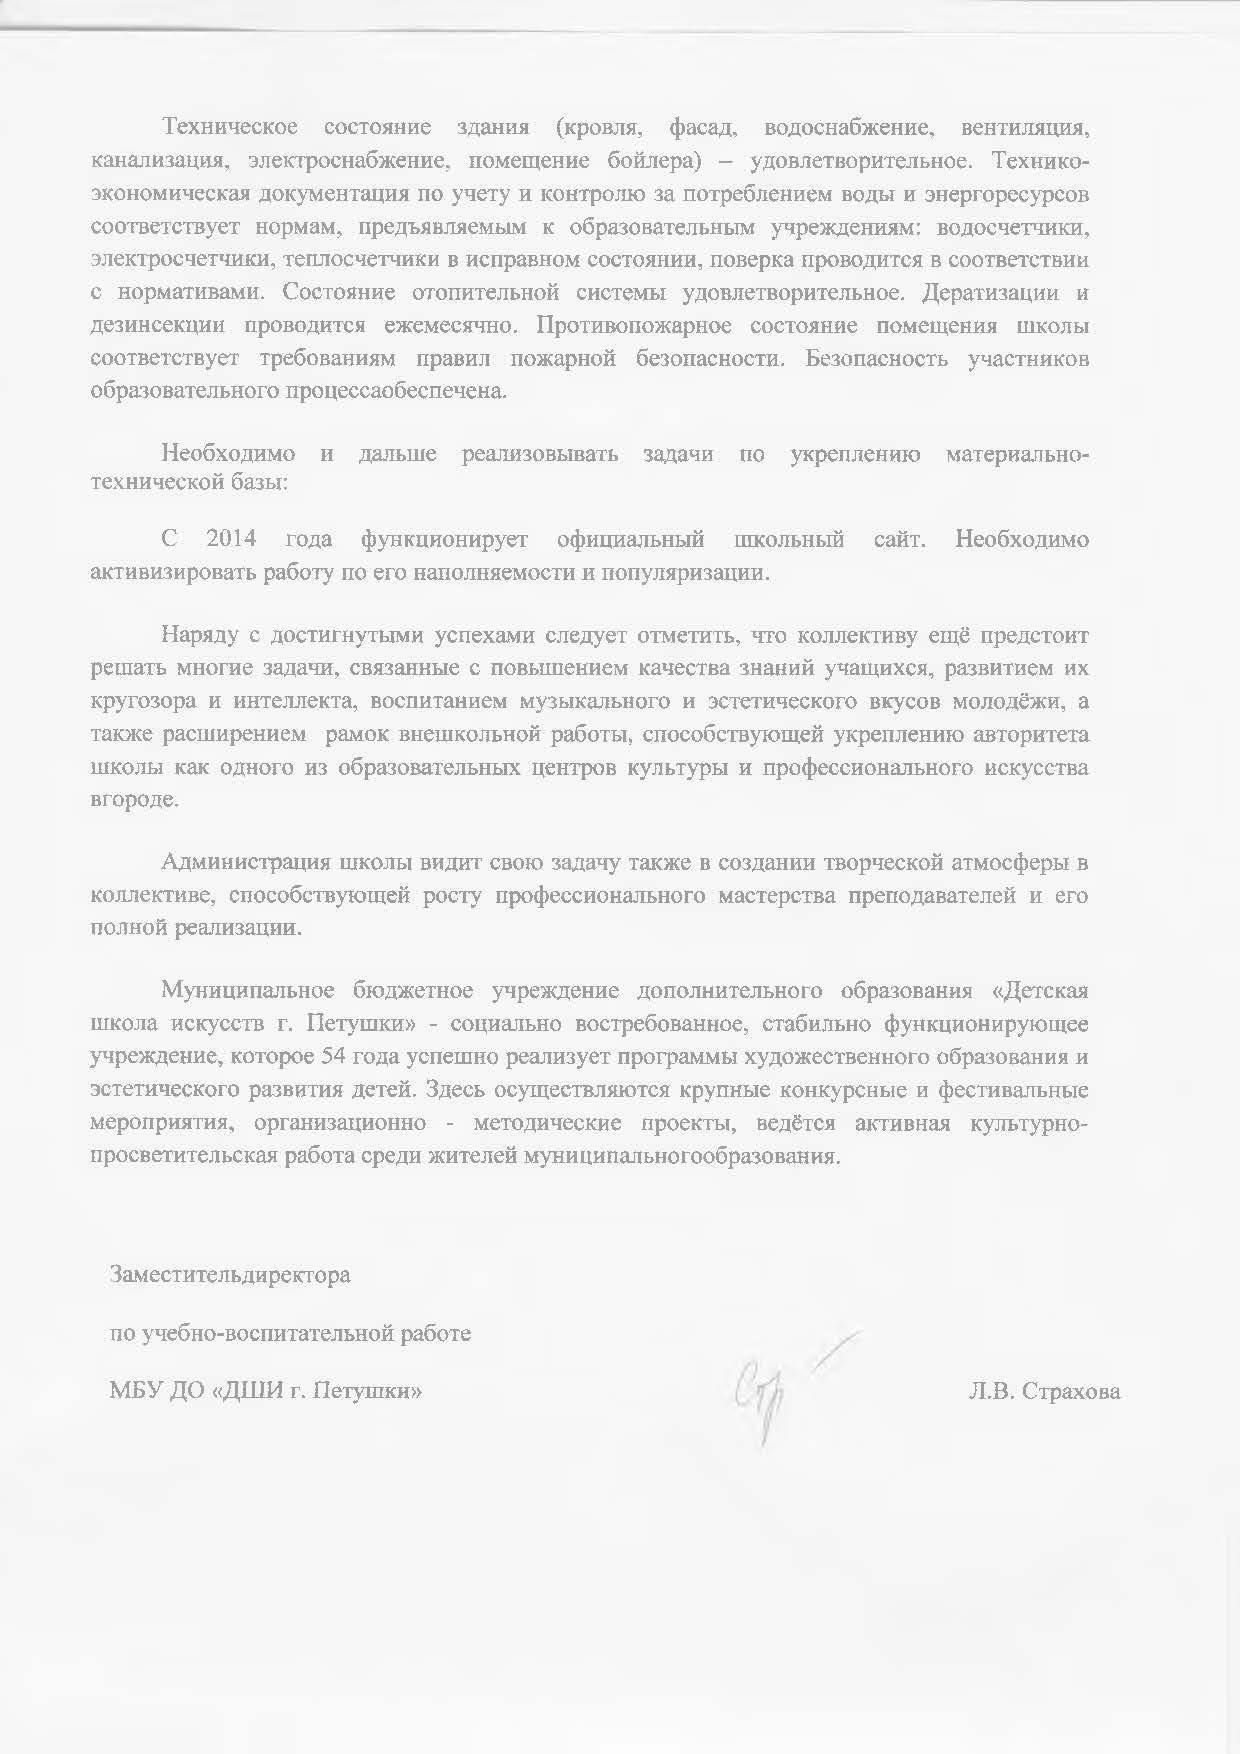 Техническое состояние здания (кровля, фасад, водоснабжение, вентиляция,
канализация, электроснабжение, помещение бойлера) – удовлетворительное. Технико-
экономическая документация по учету и контролю за потреблением воды и энергоресурсов
соответствует нормам, предъявляемым к образовательным учреждениям: водосчетчики,
электросчетчики, теплосчетчики в исправном состоянии, поверка проводится в соответствии
с нормативами. Состояние отопительной системы удовлетворительное. Дератизации и
дезинсекции проводится ежемесячно. Противопожарное состояние помещения школы
соответствует требованиям правил пожарной безопасности. Безопасность участников
образовательного процессаобеспечена.
Необходимо и дальше реализовывать задачи по укреплению материально-
технической базы:
С 2014 года функционирует официальный школьный сайт. Необходимо
активизировать работу по его наполняемости и популяризации.
Наряду с достигнутыми успехами следует отметить, что коллективу ещё предстоит
решать многие задачи, связанные с повышением качества знаний учащихся, развитием их
кругозора и интеллекта, воспитанием музыкального и эстетического вкусов молодёжи, а
также расширением рамок внешкольной работы, способствующей укреплению авторитета
школы как одного из образовательных центров культуры и профессионального искусства
вгороде.
Администрация школы видит свою задачу также в создании творческой атмосферы в
коллективе, способствующей росту профессионального мастерства преподавателей и его
полной реализации.
Муниципальное бюджетное учреждение дополнительного образования «Детская
школа искусств г. Петушки» - социально востребованное, стабильно функционирующее
учреждение, которое 54 года успешно реализует программы художественного образования и
эстетического развития детей. Здесь осуществляются крупные конкурсные и фестивальные
мероприятия, организационно - методические проекты, ведётся активная культурно-
просветительская работа среди жителей муниципальногообразования.
Заместительдиректора
по учебно-воспитательной работе
МБУ ДО «ДШИ г. Петушки» Л.В. Страхова